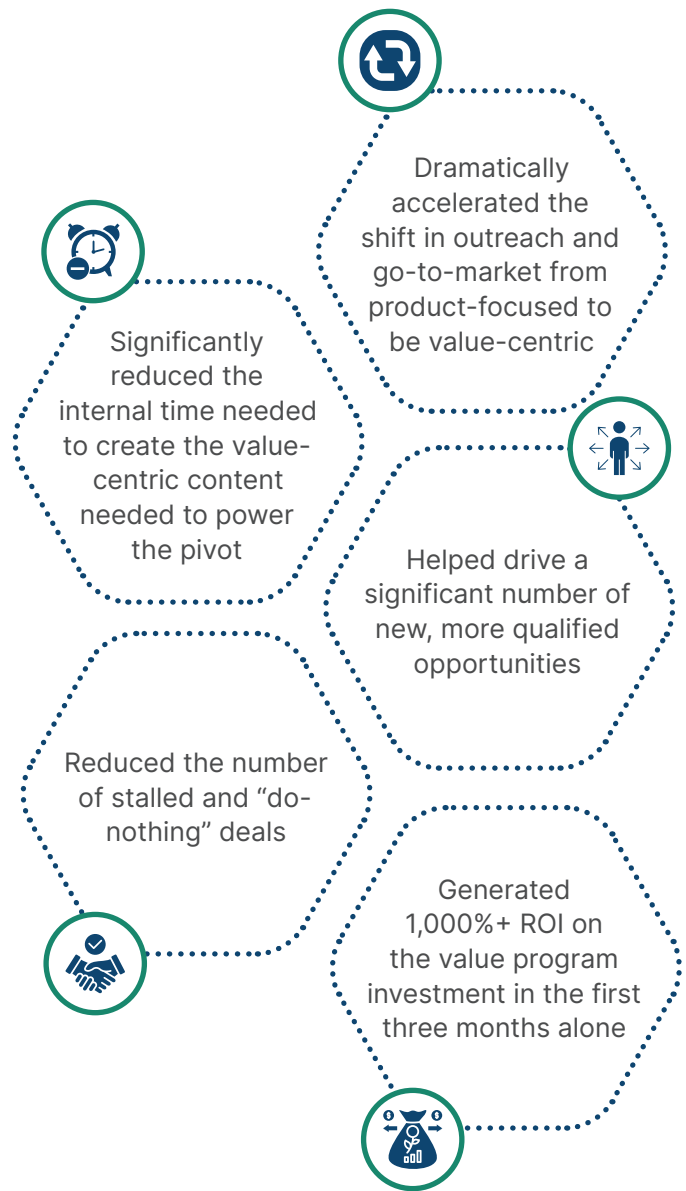 Dramatically
accelerated the
shift in outreach and
go-to-market from
product-focused to
be value-centric
Significantly
reduced the
internal time needed
to create the value-
centric content
needed to power
the pivot
Helped drive a
significant number of
new, more qualified
opportunities
Reduced the number
of stalled and “do-
nothing” deals
Generated
1,000%+ ROI on
the value program
investment in the first
three months alone